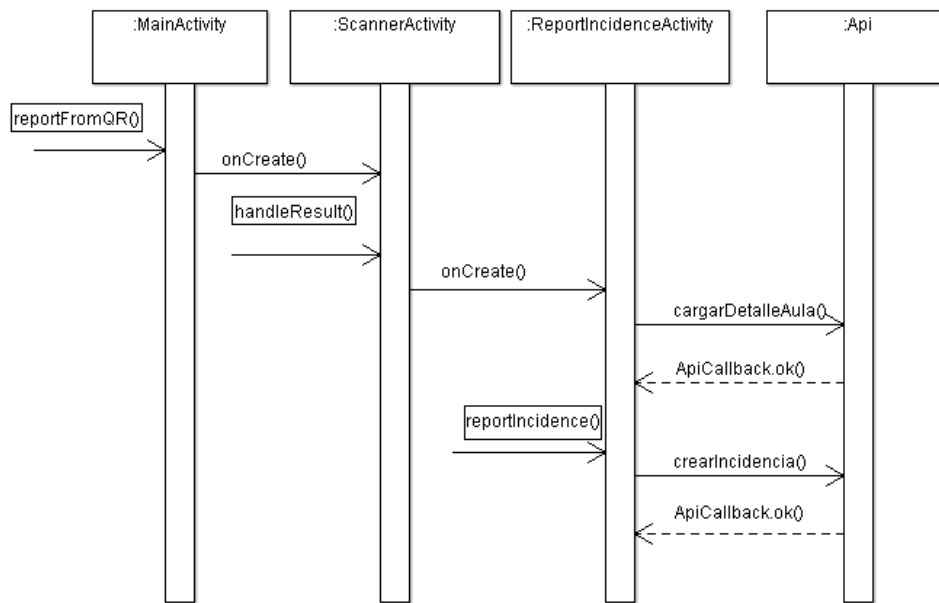 :MainActivity
:ScannerActivity
:ReportIncidenceActivity
:Api
reportFromQR()
onCreate()
handleResult()
onCreate()
cargarDetalleAula()
ApiCallback.ok()
reportIncidence()
crearIncidencia()
ApiCallback.ok()